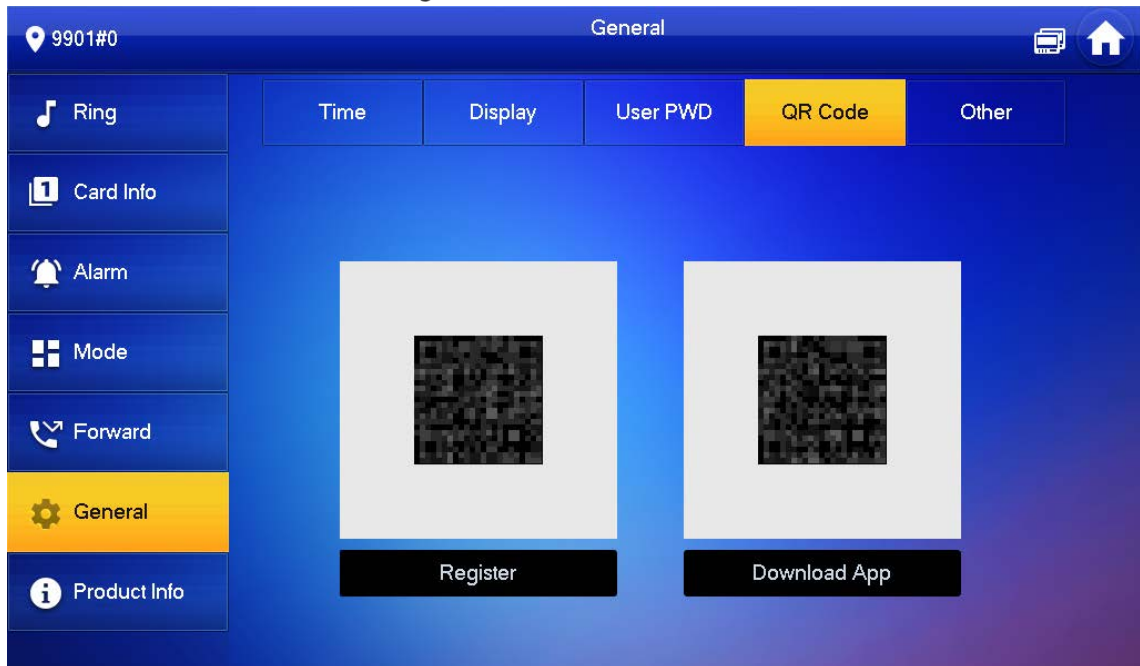 9901#0
General
Ring
Card Info
Alarm
Mode
Forward
General
Product Info
Time
Display
User PWD
QR Code
Other
Register
Download App